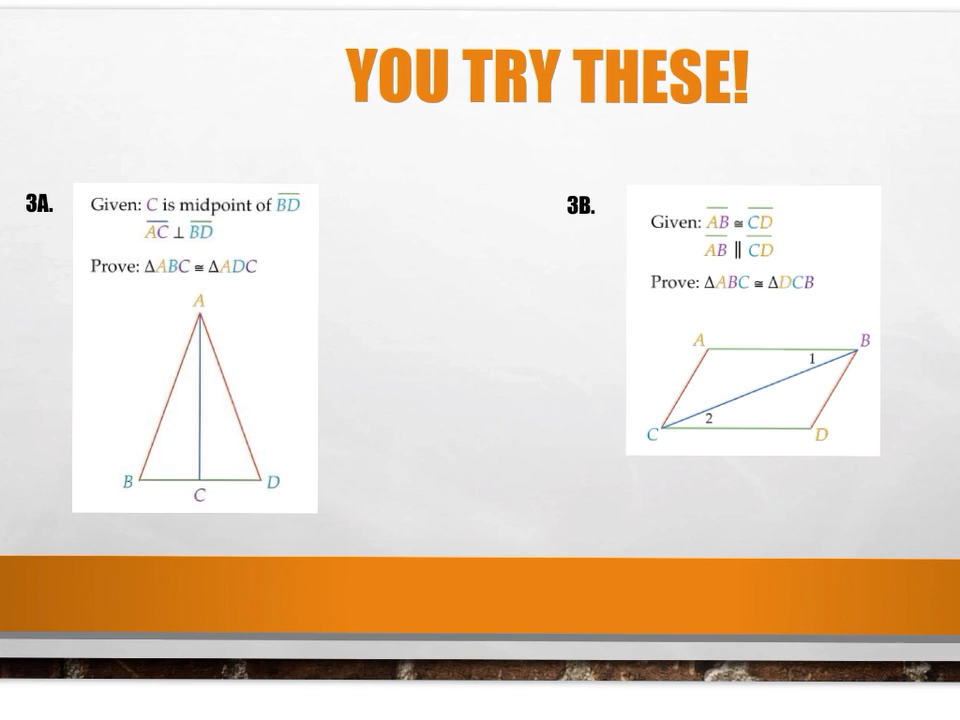 YOU TRY THESE!
3A.
Given: C is midpoint of BD
AC ⊥ BD
Prove: ΔABC ≅ ΔADC
A
B
C
D
3B.
Given: AB ≅ CD
AB ∥ CD
Prove: ΔABC ≅ ΔDCB
A
B
1
2
C
D